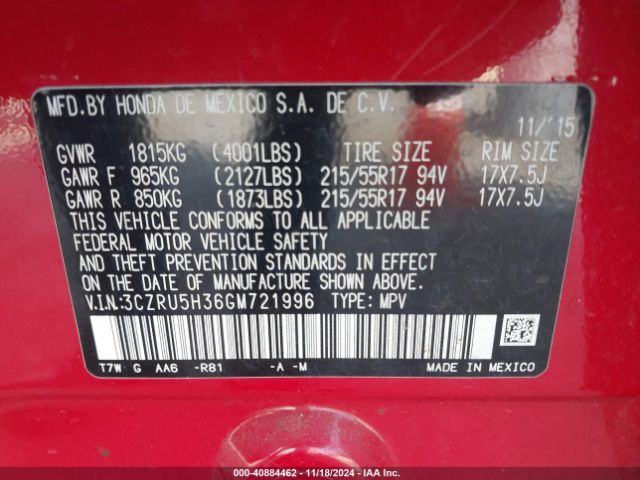 MFD.BY HONDA DE MEXICO S.A. DE C.V.
11/'15
GVWR 1815KG (4001LBS) TIRE SIZE RIM SIZE
GAWR F 965KG (2127LBS) 215/55R17 94V 17X7.5J
GAWR R 850KG (1873LBS) 215/55R17 94V 17X7.5J
THIS VEHICLE CONFORMS TO ALL APPLICABLE
FEDERAL MOTOR VEHICLE SAFETY
AND THEFT PREVENTION STANDARDS IN EFFECT
ON THE DATE OF MANUFACTURE SHOWN ABOVE.
V.I.N.:3CZRU5H36GM721996 TYPE: MPV
T7W G AA6 -R81 -A -M MADE IN MEXICO
000-40884462 - 11/18/2024 - IAA Inc.